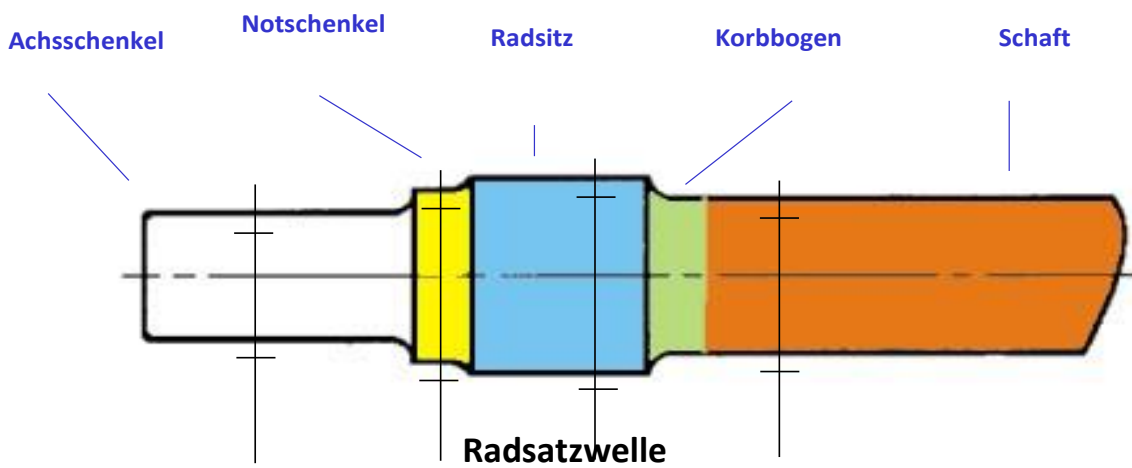 Achsschenkel
Notschenkel
Radsitz
Korbbogen
Schaft
Radsatzwelle